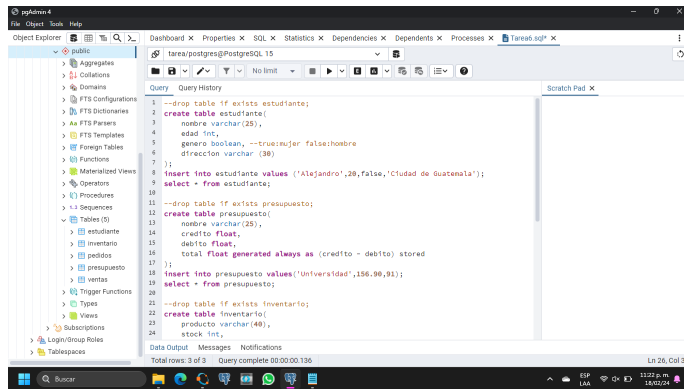 pgAdmin 4
File Object Tools Help
Object Explorer
Dashboard × Properties × SQL × Statistics × Dependencies × Dependents × Processes × Tarea6.sql* ×
public
Aggregates
Collations
Domains
FTS Configurations
FTS Dictionaries
FTS Parsers
FTS Templates
Foreign Tables
Functions
Materialized Views
Operators
Procedures
1..3 Sequences
Tables (5)
estudiante
inventario
pedidos
presupuesto
ventas
Trigger Functions
Types
Views
Subscriptions
Login/Group Roles
Tablespaces
tarea/postgres@PostgreSQL 15
No limit
Query Query History
Scratch Pad ×
1 --drop table if exists estudiante;
2 create table estudiante(
3 nombre varchar(25),
4 edad int,
5 genero boolean, --true:mujer false:hombre
6 direccion varchar (30)
7 );
8 insert into estudiante values ('Alejandro',20,false,'Ciudad de Guatemala');
9 select * from estudiante;
10
11 --drop table if exists presupuesto;
12 create table presupuesto(
13 nombre varchar(25),
14 credito float,
15 debito float,
16 total float generated always as (credito - debito) stored
17 );
18 insert into presupuesto values('Universidad',156.90,91);
19 select * from presupuesto;
20
21 --drop table if exists inventario;
22 create table inventario(
23 producto varchar(40),
24 stock int,
Data Output Messages Notifications
Total rows: 3 of 3 Query complete 00:00:00.136
Ln 26, Col 3
Buscar
ESP
LAA
11:22 p. m.
18/02/24